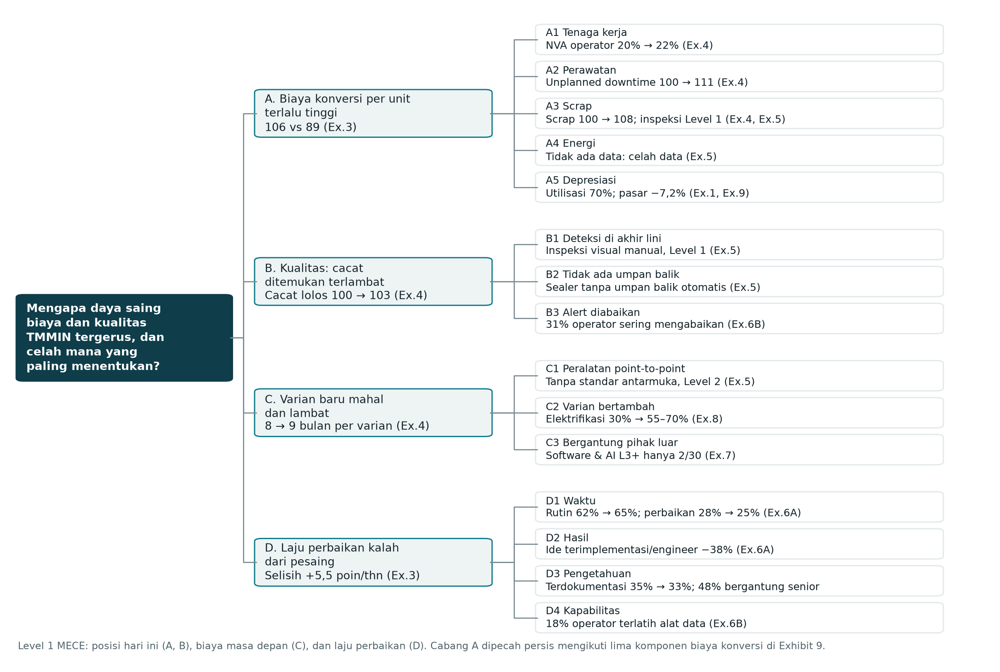 Mengapa daya saing
biaya dan kualitas
TMMIN tergerus, dan
celah mana yang
paling menentukan?
A. Biaya konversi per unit
terlalu tinggi
106 vs 89 (Ex.3)
A1 Tenaga kerja
NVA operator 20% → 22% (Ex.4)
A2 Perawatan
Unplanned downtime 100 → 111 (Ex.4)
A3 Scrap
Scrap 100 → 108; inspeksi Level 1 (Ex.4, Ex.5)
A4 Energi
Tidak ada data: celah data (Ex.5)
A5 Depresiasi
Utilisasi 70%; pasar −7,2% (Ex.1, Ex.9)
B. Kualitas: cacat
ditemukan terlambat
Cacat lolos 100 → 103 (Ex.4)
B1 Deteksi di akhir lini
Inspeksi visual manual, Level 1 (Ex.5)
B2 Tidak ada umpan balik
Sealer tanpa umpan balik otomatis (Ex.5)
B3 Alert diabaikan
31% operator sering mengabaikan (Ex.6B)
C. Varian baru mahal
dan lambat
8 → 9 bulan per varian (Ex.4)
C1 Peralatan point-to-point
Tanpa standar antarmuka, Level 2 (Ex.5)
C2 Varian bertambah
Elektrifikasi 30% → 55–70% (Ex.8)
C3 Bergantung pihak luar
Software & AI L3+ hanya 2/30 (Ex.7)
D. Laju perbaikan kalah
dari pesaing
Selisih +5,5 poin/thn (Ex.3)
D1 Waktu
Rutin 62% → 65%; perbaikan 28% → 25% (Ex.6A)
D2 Hasil
Ide terimplementasi/engineer −38% (Ex.6A)
D3 Pengetahuan
Terdokumentasi 35% → 33%; 48% bergantung senior
D4 Kapabilitas
18% operator terlatih alat data (Ex.6B)
Level 1 MECE: posisi hari ini (A, B), biaya masa depan (C), dan laju perbaikan (D). Cabang A dipecah persis mengikuti lima komponen biaya konversi di Exhibit 9.